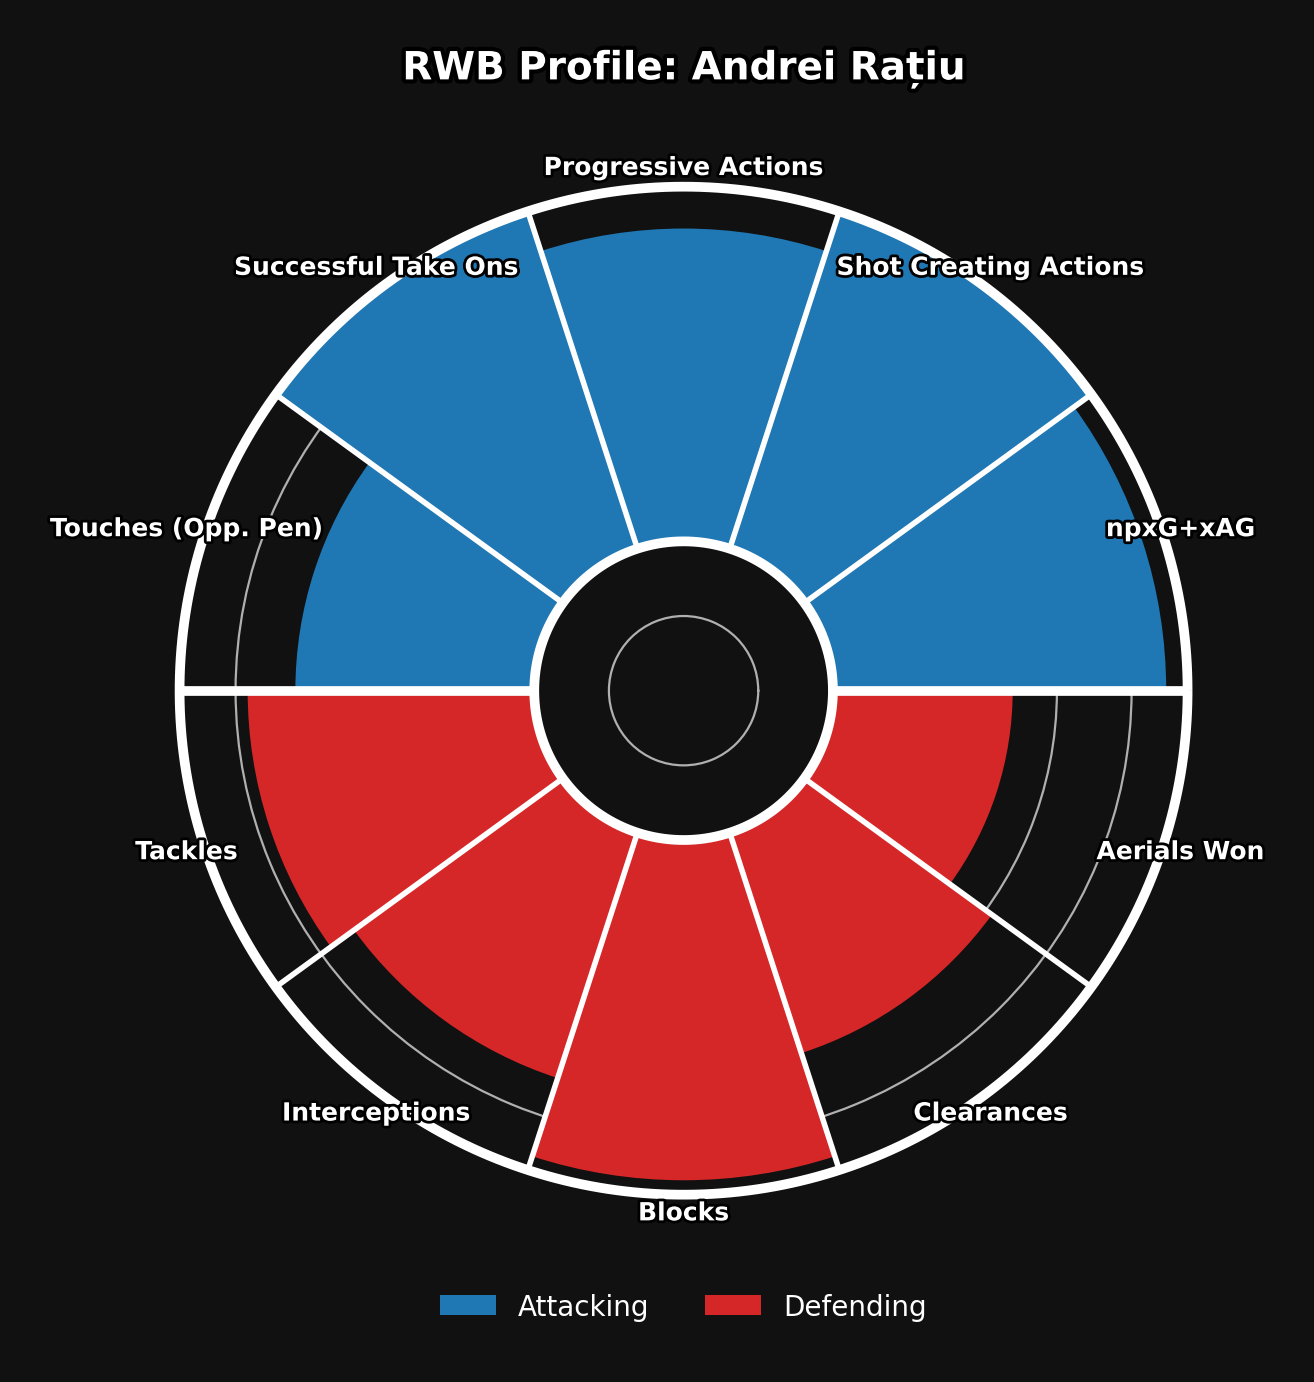 RWB Profile: Andrei Rațiu
Progressive Actions
Successful Take Ons
Shot Creating Actions
Touches (Opp. Pen)
npxG+xAG
Tackles
Aerials Won
Interceptions
Clearances
Blocks
Attacking
Defending